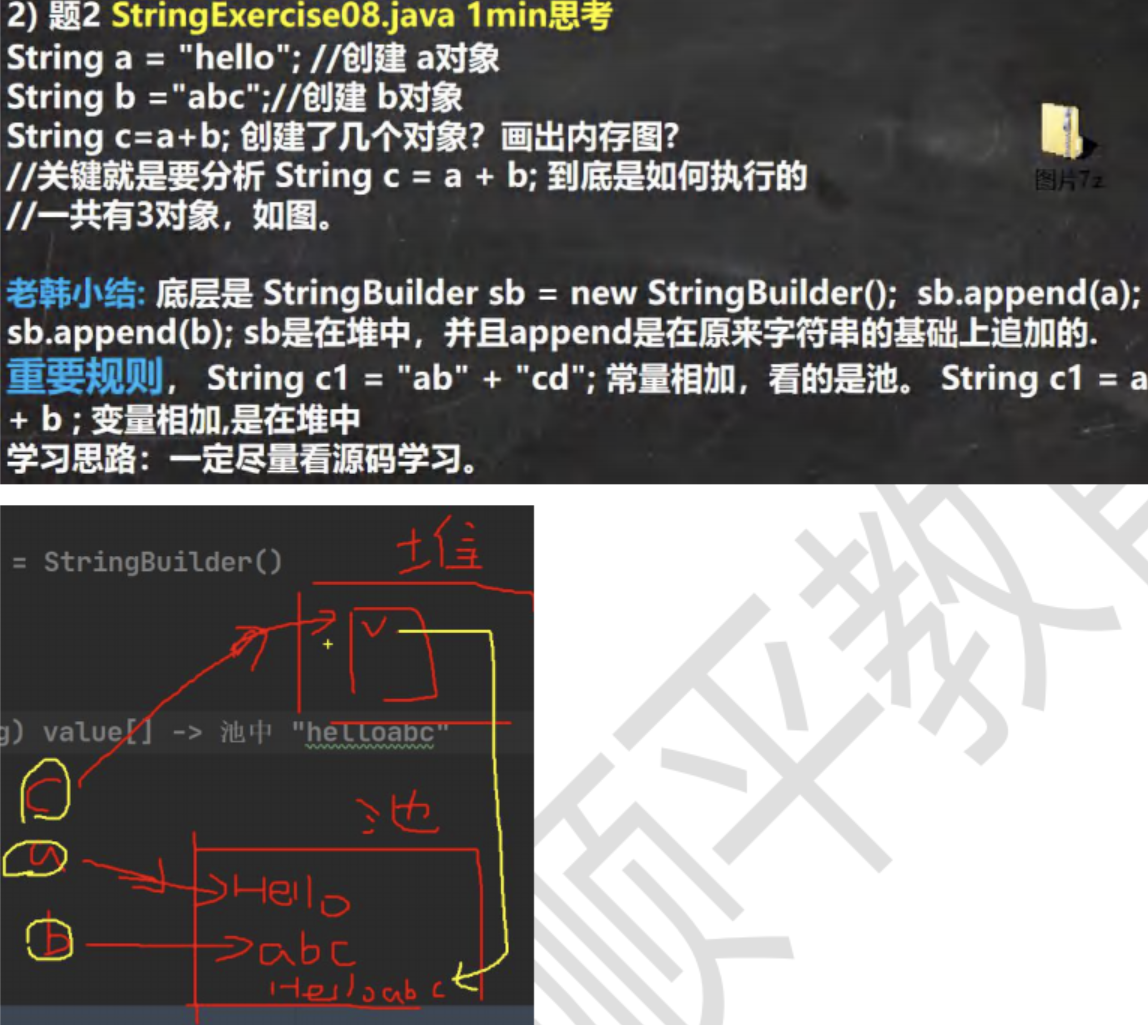 2) 题2 StringExercise08.java 1min思考
String a = "hello"; //创建 a对象
String b ="abc";//创建 b对象
String c=a+b; 创建了几个对象？画出内存图？
//关键就是要分析 String c = a + b; 到底是如何执行的
//一共有3对象，如图。
图片7z
老韩小结: 底层是 StringBuilder sb = new StringBuilder();  sb.append(a);
sb.append(b); sb是在堆中，并且append是在原来字符串的基础上追加的.
重要规则， String c1 = "ab" + "cd"; 常量相加，看的是池。 String c1 = a
+ b ; 变量相加,是在堆中
学习思路：一定尽量看源码学习。
= StringBuilder()
堆
v
+
g) value[] -> 池中 "helloabc"
c
池
a
Hello
b
abc
Helloabc
顺平教育